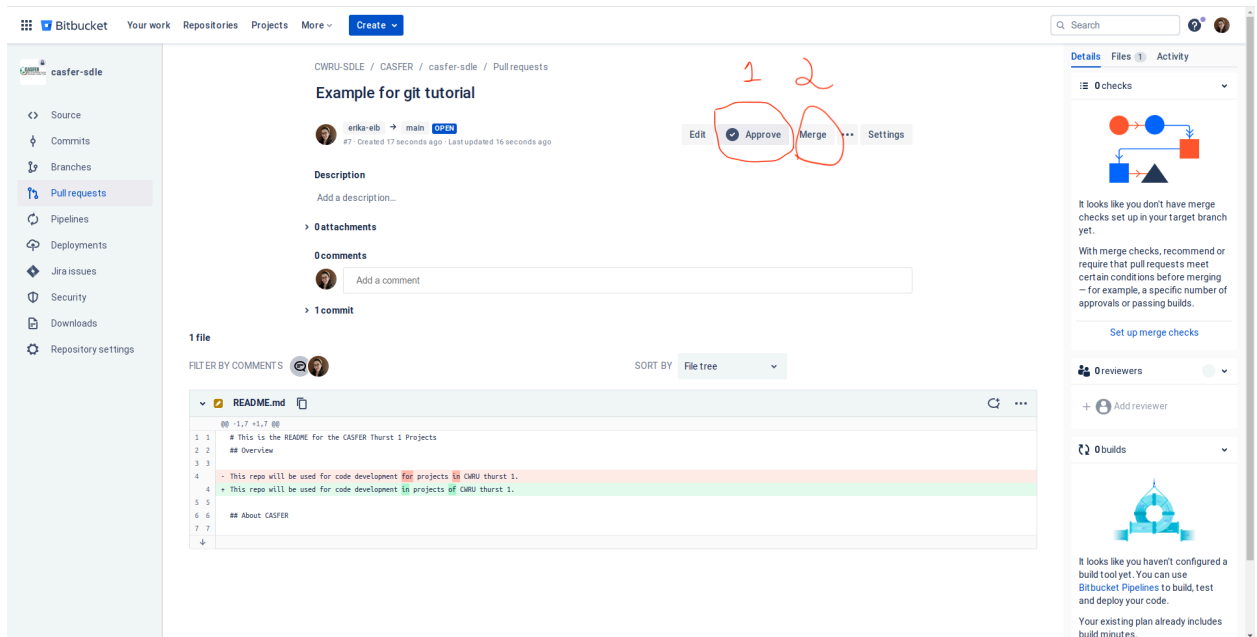 Bitbucket Your work Repositories Projects More Create Search
casfer-sdle
Source
Commits
Branches
Pull requests
Pipelines
Deployments
Jira issues
Security
Downloads
Repository settings
CWRU-SDLE / CASFER / casfer-sdle / Pull requests
Example for git tutorial
1 2
erika-eib → main OPEN
#7 · Created 17 seconds ago · Last updated 16 seconds ago
Edit Approve Merge ••• Settings
Description
Add a description...
0 attachments
0 comments
Add a comment
1 commit
1 file
FILTER BY COMMENTS SORT BY File tree
README.md
@@ -1,7 +1,7 @@
1 1 # This is the README for the CASFER Thurst 1 Projects
2 2 ## Overview
3 3
4 - This repo will be used for code development for projects in CWRU thurst 1.
4 + This repo will be used for code development in projects of CWRU thurst 1.
5 5
6 6 ## About CASFER
7 7
Details Files 1 Activity
0 checks
It looks like you don't have merge
checks set up in your target branch
yet.
With merge checks, recommend or
require that pull requests meet
certain conditions before merging
– for example, a specific number of
approvals or passing builds.
Set up merge checks
0 reviewers
+ Add reviewer
0 builds
It looks like you haven't configured a
build tool yet. You can use
Bitbucket Pipelines to build, test
and deploy your code.
Your existing plan already includes
build minutes.